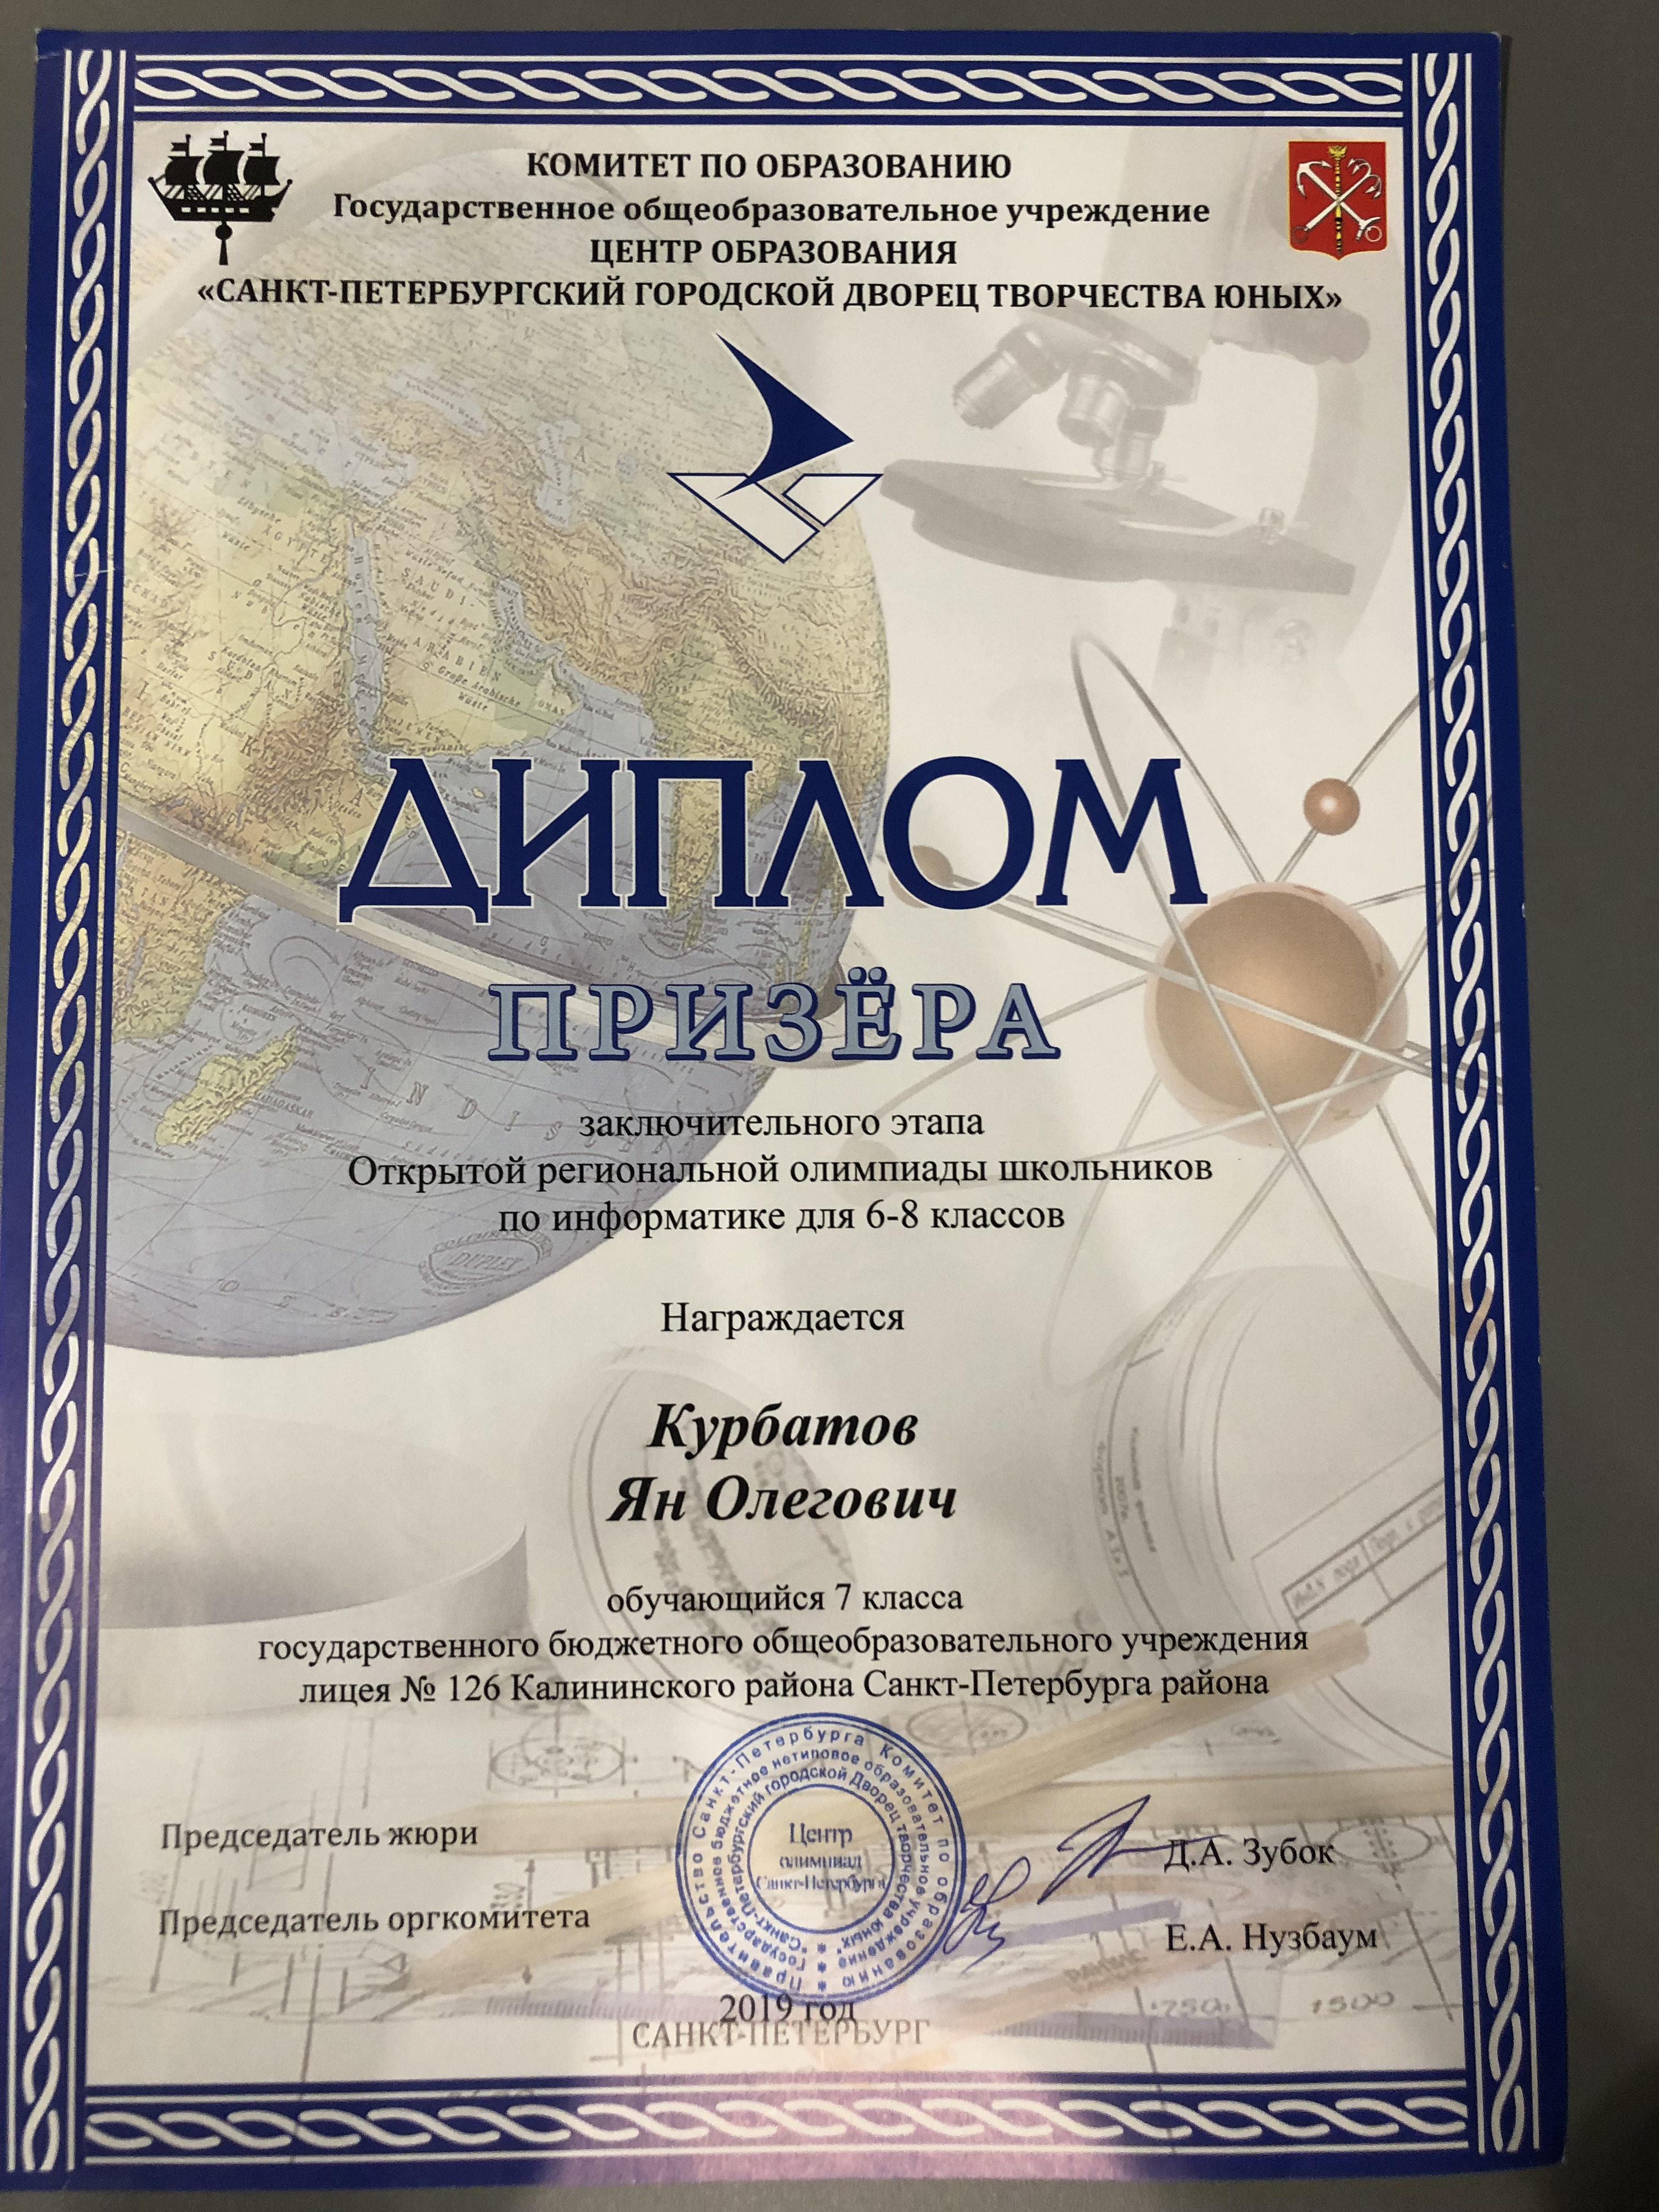 КОМИТЕТ ПО ОБРАЗОВАНИЮ
Государственное общеобразовательное учреждение
ЦЕНТР ОБРАЗОВАНИЯ
«САНКТ-ПЕТЕРБУРГСКИЙ ГОРОДСКОЙ ДВОРЕЦ ТВОРЧЕСТВА ЮНЫХ»
ДИПЛОМ
ПРИЗЁРА
заключительного этапа
Открытой региональной олимпиады школьников
по информатике для 6-8 классов
Награждается
Курбатов
Ян Олегович
обучающийся 7 класса
государственного бюджетного общеобразовательного учреждения
лицея № 126 Калининского района Санкт-Петербурга района
Правительство Санкт-Петербурга Комитет по образованию
Государственное бюджетное нетиповое образовательное учреждение
"Санкт-Петербургский городской Дворец творчества юных"
Центр
олимпиад
Санкт-Петербурга
Председатель жюри
Д.А. Зубок
Председатель оргкомитета
Е.А. Нузбаум
2019 год
САНКТ-ПЕТЕРБУРГ